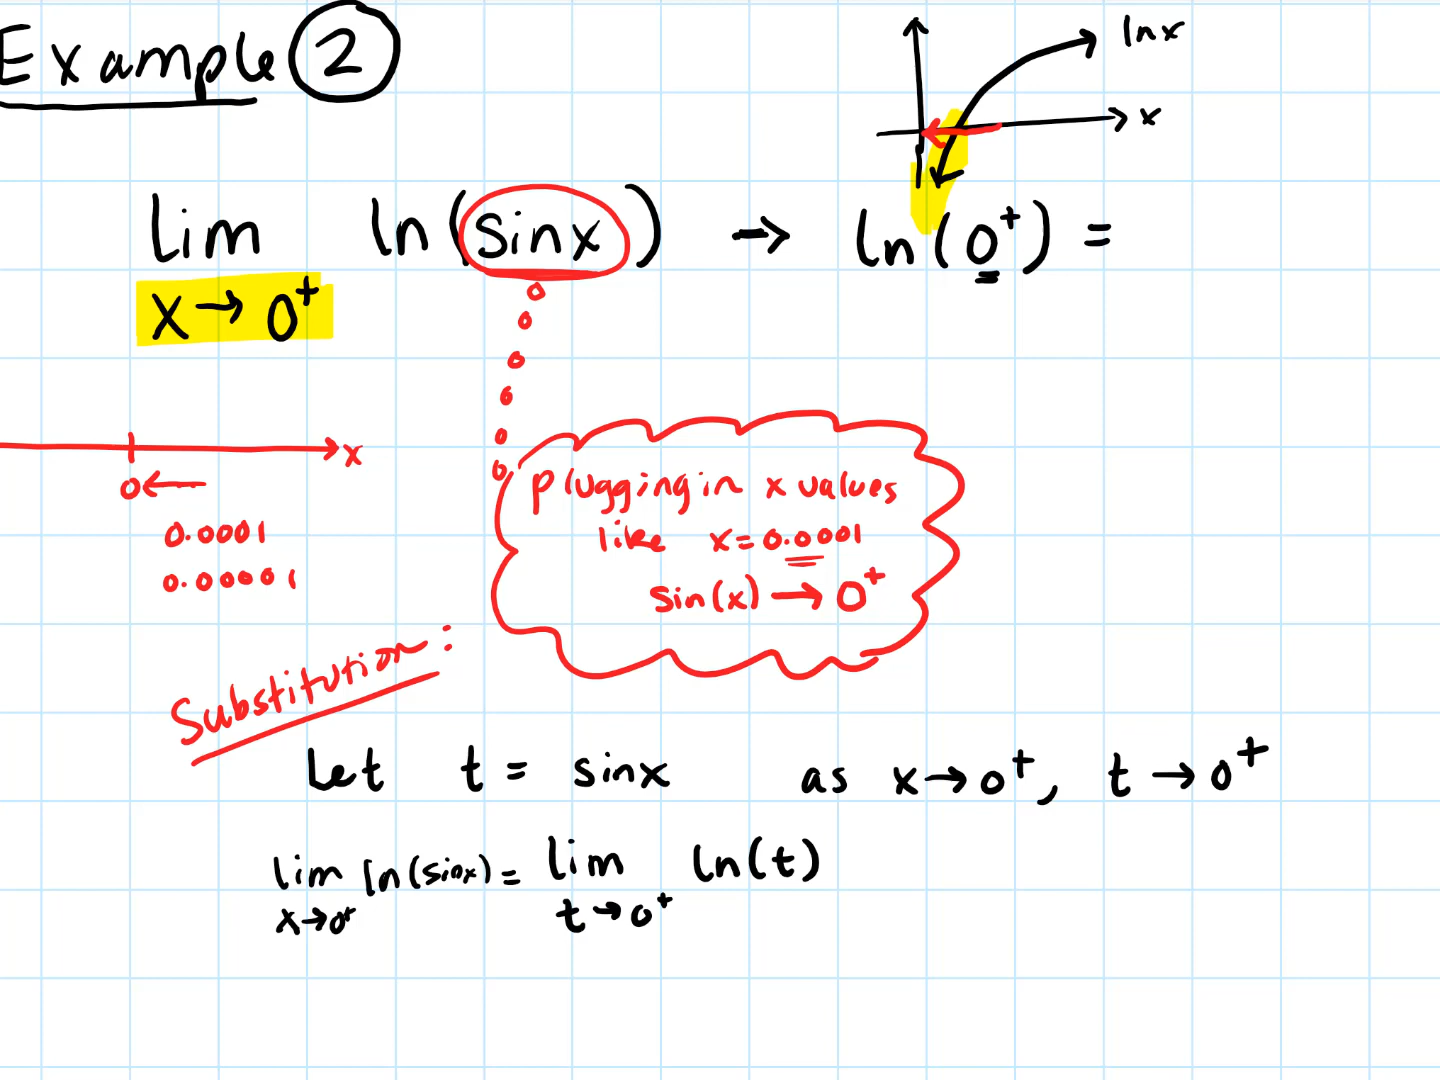 Example 2
ln x
x
lim ln(sinx) → ln(0⁺) =
x → 0⁺
x
0 ←
0.0001
0.00001
plugging in x values
like x = 0.0001
sin(x) → 0⁺
Substitution:
Let t = sinx as x → 0⁺, t → 0⁺
lim ln(sinx) = lim ln(t)
x→0⁺ t→0⁺